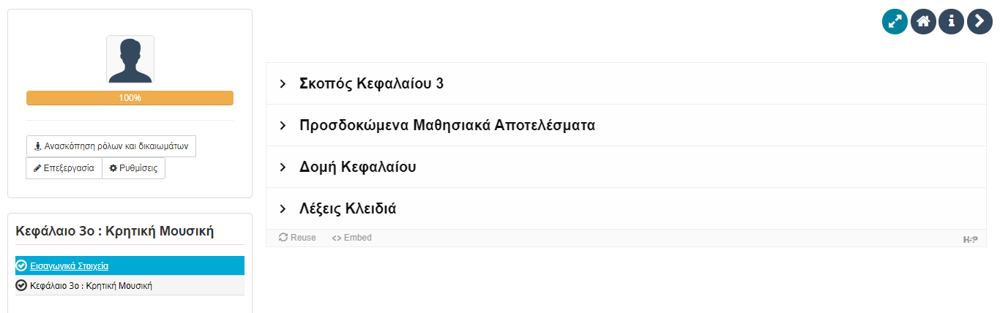 100%
Ανασκόπηση ρόλων και δικαιωμάτων
Επεξεργασία
Ρυθμίσεις
Κεφάλαιο 3ο : Κρητική Μουσική
Εισαγωγικά Στοιχεία
Κεφάλαιο 3ο : Κρητική Μουσική
Σκοπός Κεφαλαίου 3
Προσδοκώμενα Μαθησιακά Αποτελέσματα
Δομή Κεφαλαίου
Λέξεις Κλειδιά
Reuse
<> Embed
H5P